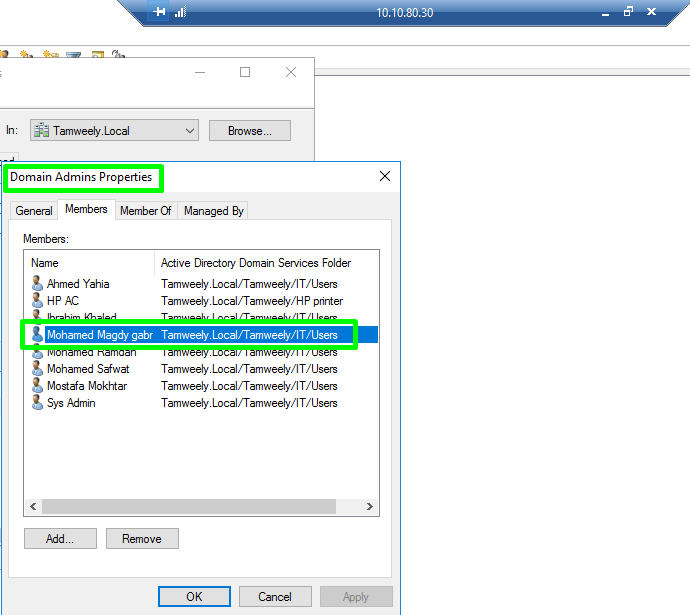 10.10.80.30
In:
Tamweely.Local
Browse...
Domain Admins Properties
General Members Member Of Managed By
Members:
Name Active Directory Domain Services Folder
Ahmed Yahia Tamweely.Local/Tamweely/IT/Users
HP AC Tamweely.Local/Tamweely/HP printer
Ibrahim Khaled Tamweely.Local/Tamweely/IT/Users
Mohamed Magdy gabr Tamweely.Local/Tamweely/IT/Users
Mohamed Ramdan Tamweely.Local/Tamweely/IT/Users
Mohamed Safwat Tamweely.Local/Tamweely/IT/Users
Mostafa Mokhtar Tamweely.Local/Tamweely/IT/Users
Sys Admin Tamweely.Local/Tamweely/IT/Users
Add... Remove
OK Cancel Apply